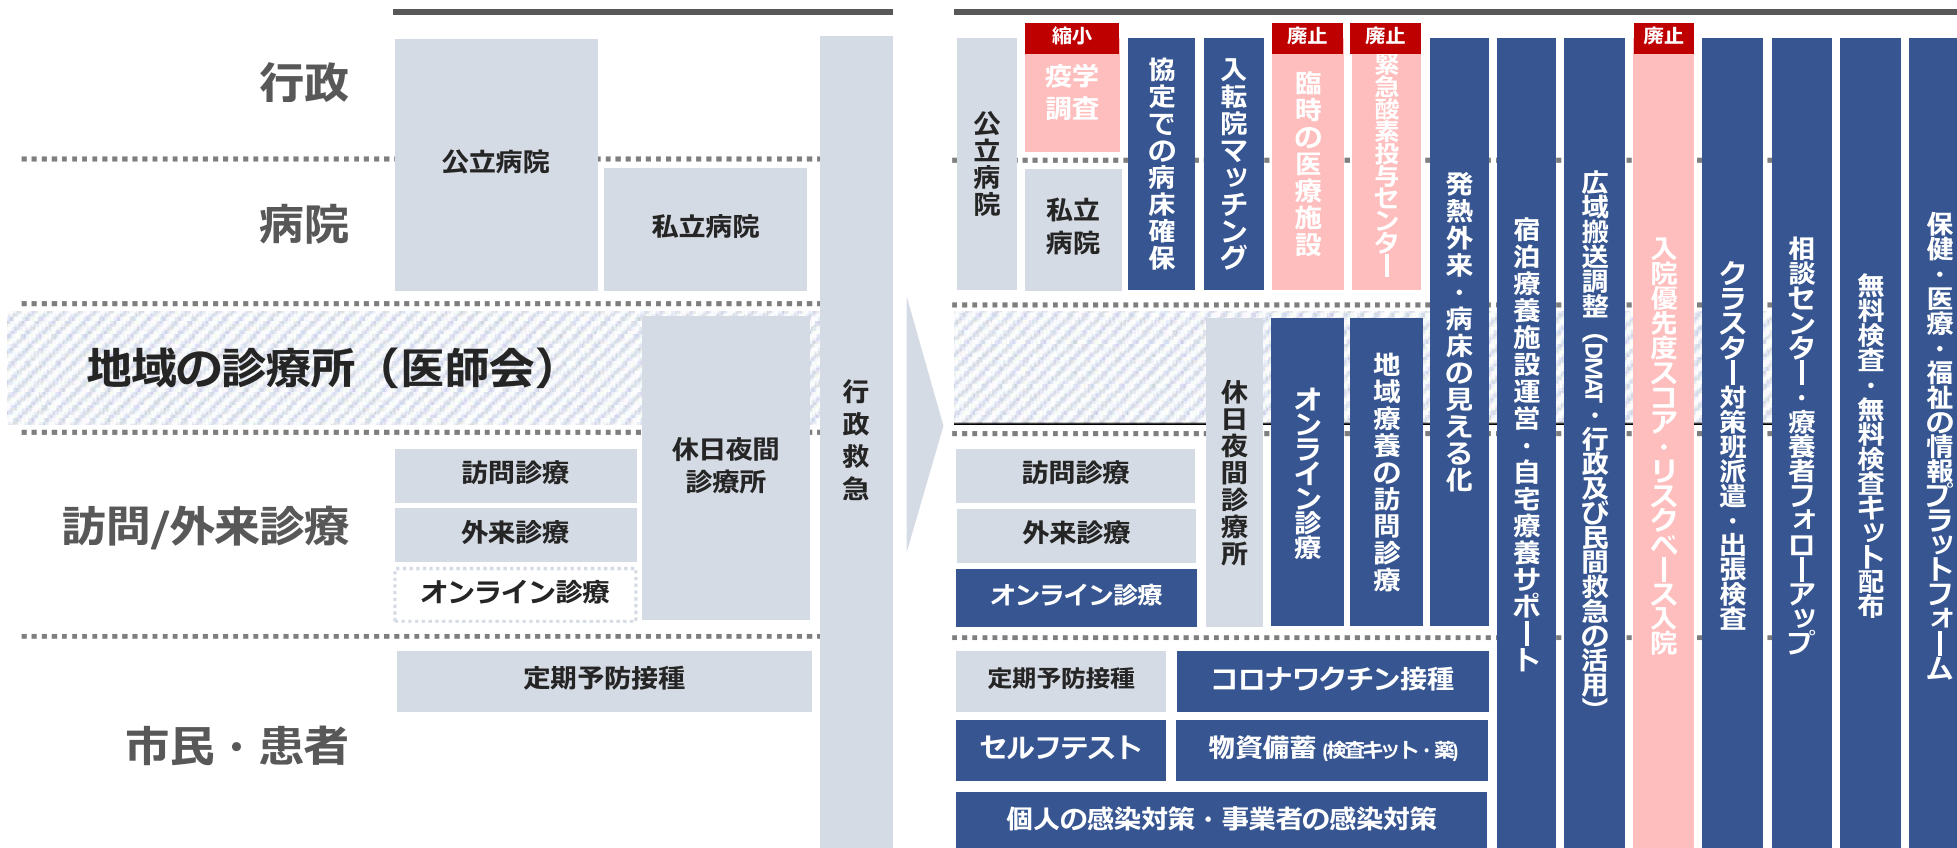 行政
病院
地域の診療所（医師会）
訪問/外来診療
市民・患者
公立病院
私立病院
休日夜間
診療所
訪問診療
外来診療
オンライン診療
定期予防接種
行政救急
公立病院
縮小
疫学
調査
私立
病院
協定での病床確保
入転院マッチング
廃止
臨時の医療施設
廃止
緊急酸素投与センター
休日夜間診療所
オンライン診療
地域療養の訪問診療
発熱外来・病床の見える化
宿泊療養施設運営・自宅療養サポート
広域搬送調整（DMAT・行政及び民間救急の活用）
廃止
入院優先度スコア・リスクベース入院
クラスター対策班派遣・出張検査
相談センター・療養者フォローアップ
無料検査・無料検査キット配布
保健・医療・福祉の情報プラットフォーム
訪問診療
外来診療
オンライン診療
定期予防接種
コロナワクチン接種
セルフテスト
物資備蓄(検査キット・薬)
個人の感染対策・事業者の感染対策